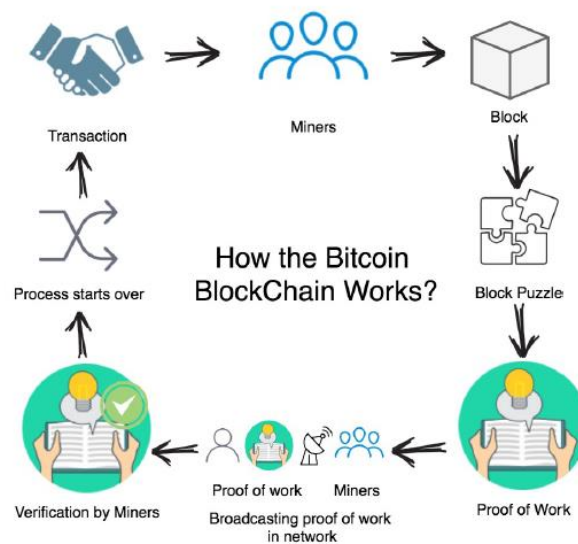 Transaction
Miners
Block
Process starts over
How the Bitcoin
BlockChain Works?
Block Puzzle
Verification by Miners
Proof of work
Miners
Broadcasting proof of work
in network
Proof of Work